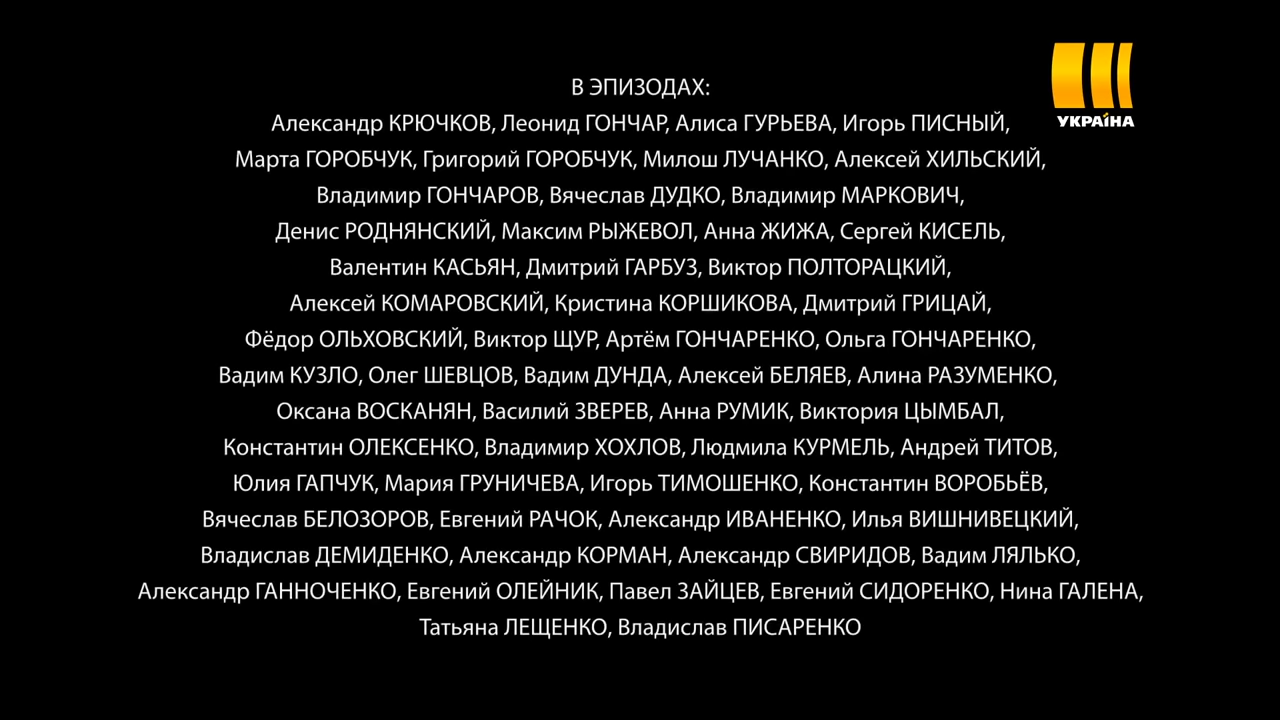 В ЭПИЗОДАХ:
Александр КРЮЧКОВ, Леонид ГОНЧАР, Алиса ГУРЬЕВА, Игорь ПИСНЫЙ,
УКРАЇНА
Марта ГОРОБЧУК, Григорий ГОРОБЧУК, Милош ЛУЧАНКО, Алексей ХИЛЬСКИЙ,
Владимир ГОНЧАРОВ, Вячеслав ДУДКО, Владимир МАРКОВИЧ,
Денис РОДНЯНСКИЙ, Максим РЫЖЕВОЛ, Анна ЖИЖА, Сергей КИСЕЛЬ,
Валентин КАСЬЯН, Дмитрий ГАРБУЗ, Виктор ПОЛТОРАЦКИЙ,
Алексей КОМАРОВСКИЙ, Кристина КОРШИКОВА, Дмитрий ГРИЦАЙ,
Фёдор ОЛЬХОВСКИЙ, Виктор ЩУР, Артём ГОНЧАРЕНКО, Ольга ГОНЧАРЕНКО,
Вадим КУЗЛО, Олег ШЕВЦОВ, Вадим ДУНДА, Алексей БЕЛЯЕВ, Алина РАЗУМЕНКО,
Оксана ВОСКАНЯН, Василий ЗВЕРЕВ, Анна РУМИК, Виктория ЦЫМБАЛ,
Константин ОЛЕКСЕНКО, Владимир ХОХЛОВ, Людмила КУРМЕЛЬ, Андрей ТИТОВ,
Юлия ГАПЧУК, Мария ГРУНИЧЕВА, Игорь ТИМОШЕНКО, Константин ВОРОБЬЁВ,
Вячеслав БЕЛОЗОРОВ, Евгений РАЧОК, Александр ИВАНЕНКО, Илья ВИШНИВЕЦКИЙ,
Владислав ДЕМИДЕНКО, Александр КОРМАН, Александр СВИРИДОВ, Вадим ЛЯЛЬКО,
Александр ГАННОЧЕНКО, Евгений ОЛЕЙНИК, Павел ЗАЙЦЕВ, Евгений СИДОРЕНКО, Нина ГАЛЕНА,
Татьяна ЛЕЩЕНКО, Владислав ПИСАРЕНКО